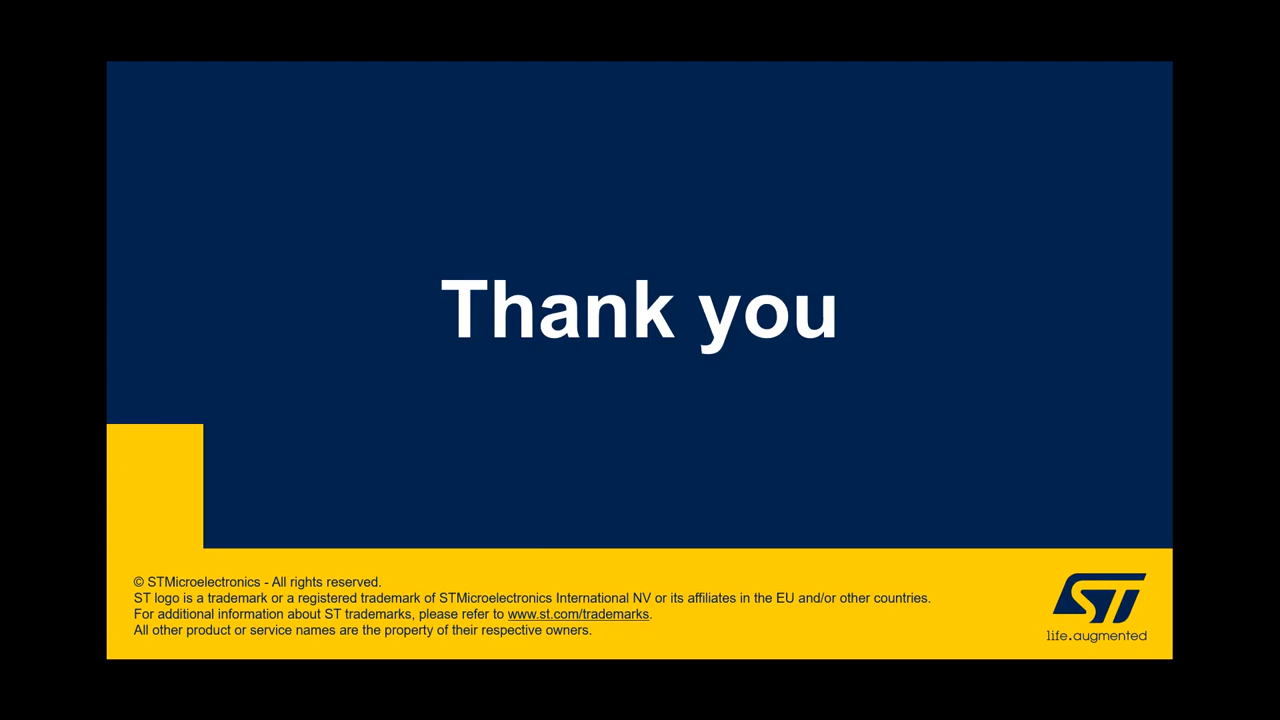 Thank you
© STMicroelectronics - All rights reserved.
ST logo is a trademark or a registered trademark of STMicroelectronics International NV or its affiliates in the EU and/or other countries.
For additional information about ST trademarks, please refer to www.st.com/trademarks.
All other product or service names are the property of their respective owners.
ST
life.augmented